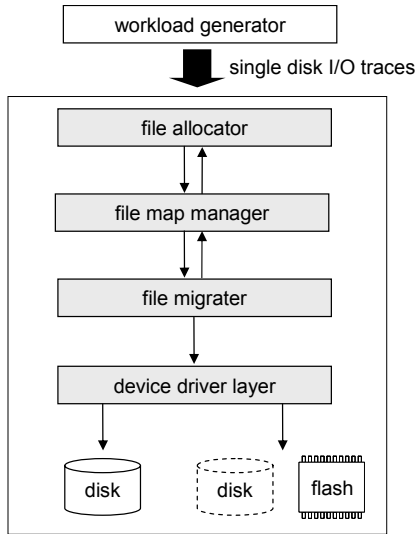 workload generator
single disk I/O traces
file allocator
file map manager
file migrater
device driver layer
disk
disk
flash